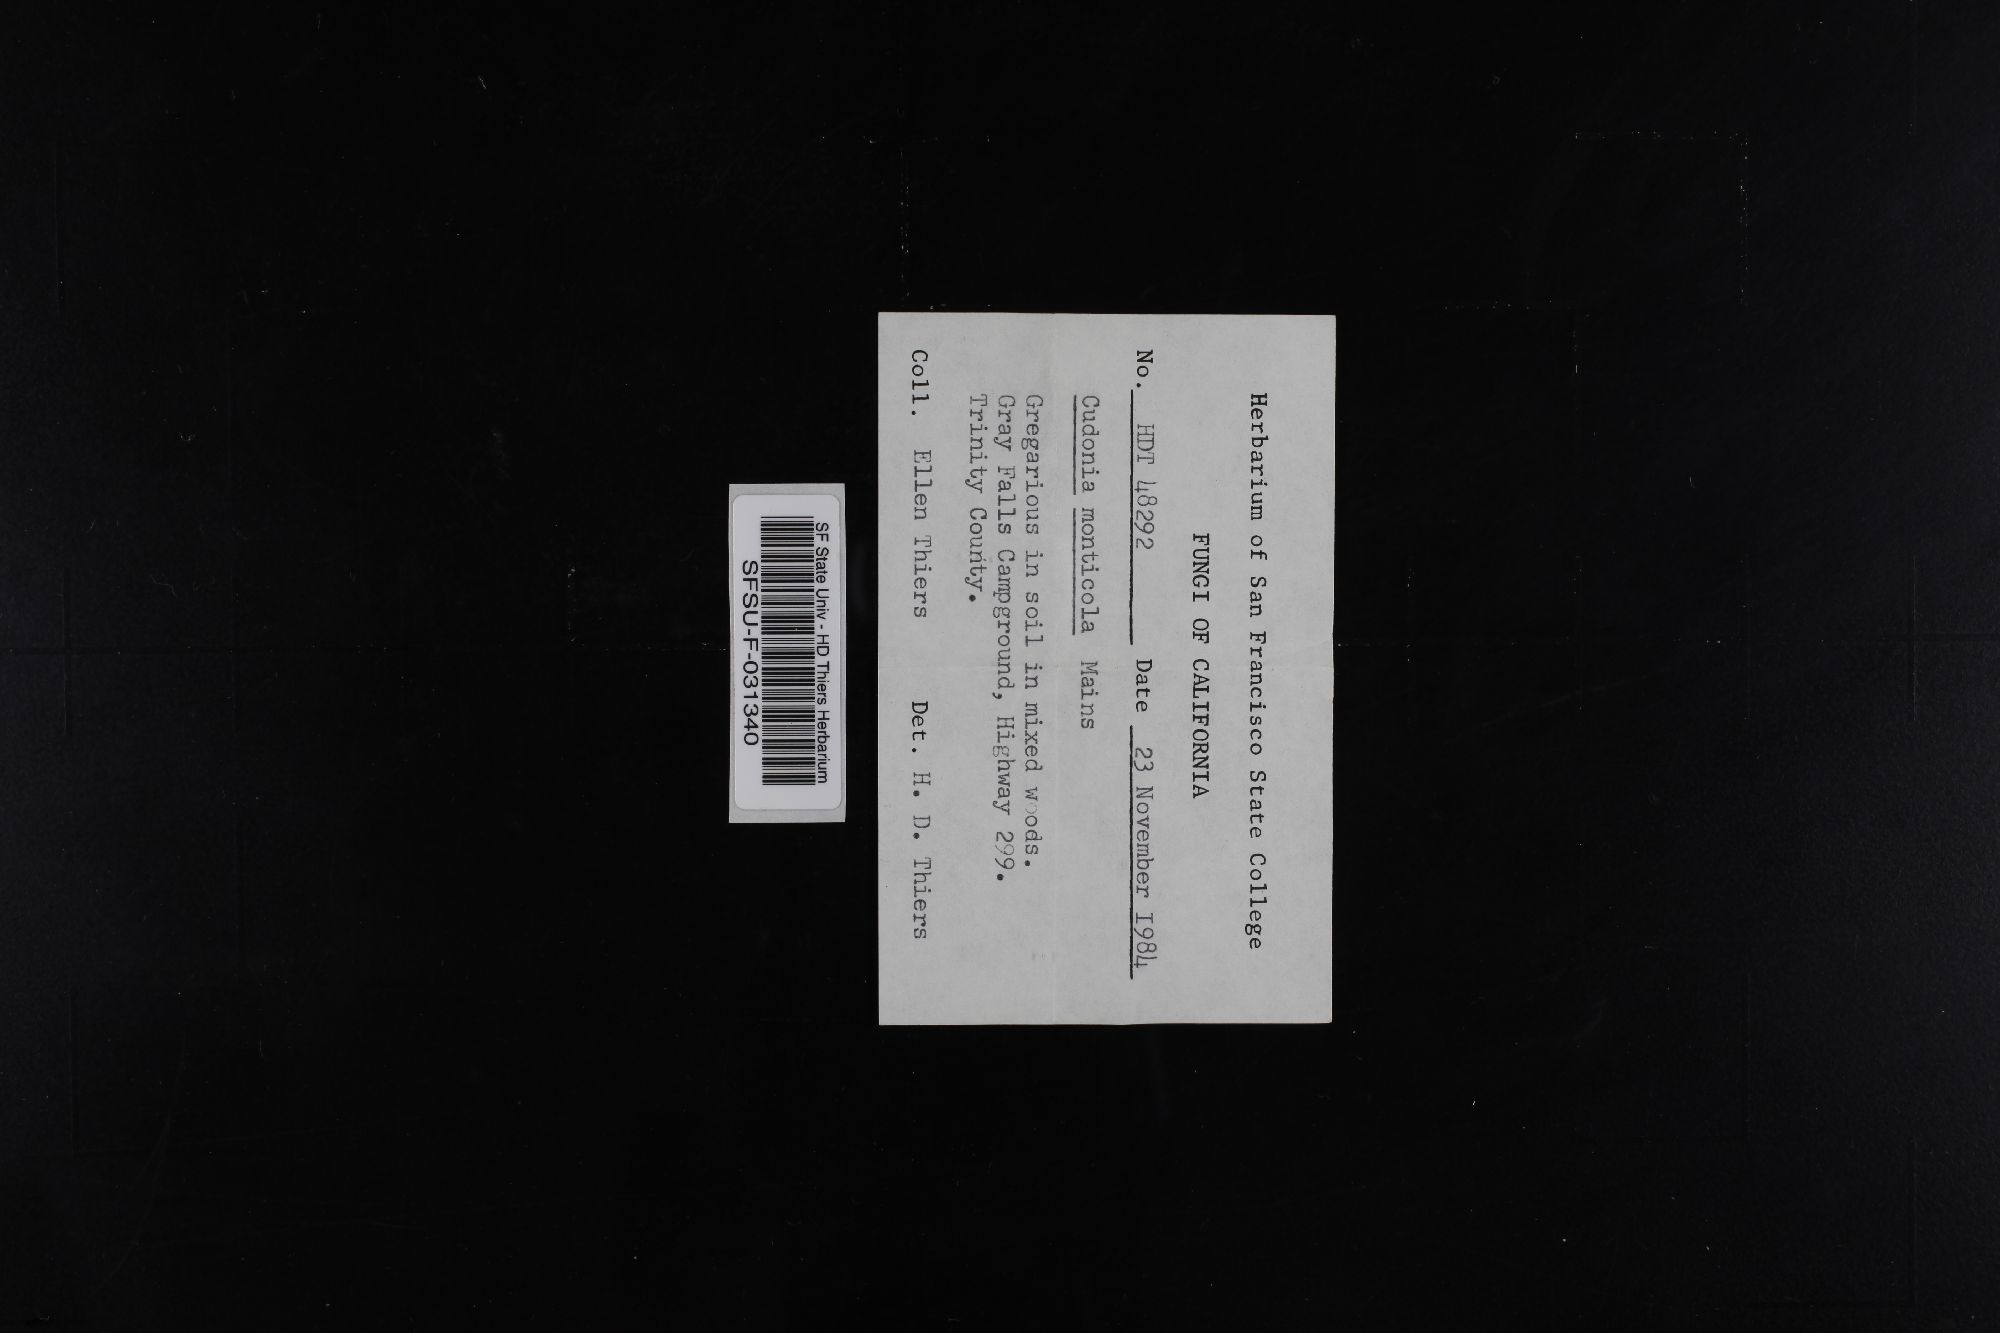 Herbarium of San Francisco State College
FUNGI OF CALIFORNIA
No. HDT 48292 Date 23 November 1984
Cudonia monticola Mains
Gregarious in soil in mixed woods.
Gray Falls Campground, Highway 299.
Trinity County.
Coll. Ellen Thiers Det. H. D. Thiers
SF State Univ - HD Thiers Herbarium
SFSU-F-031340